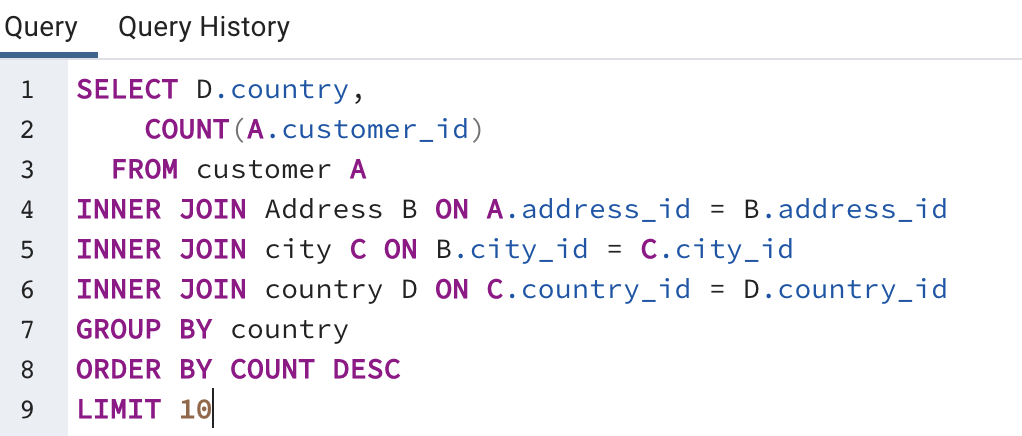 Query Query History
1 SELECT D.country,
2 COUNT(A.customer_id)
3 FROM customer A
4 INNER JOIN Address B ON A.address_id = B.address_id
5 INNER JOIN city C ON B.city_id = C.city_id
6 INNER JOIN country D ON C.country_id = D.country_id
7 GROUP BY country
8 ORDER BY COUNT DESC
9 LIMIT 10